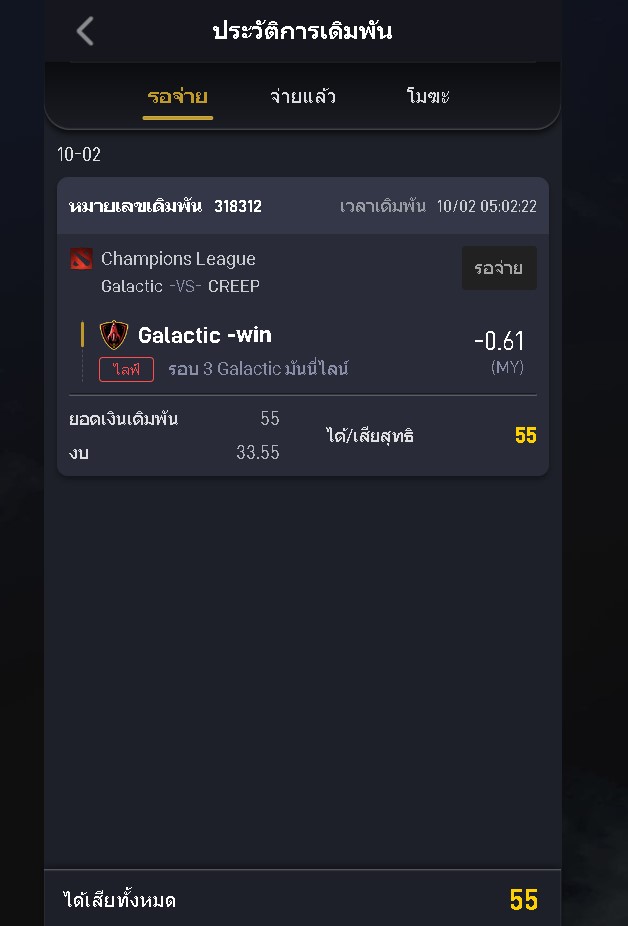 ประวัติการเดิมพัน
รอจ่าย จ่ายแล้ว โมฆะ
10-02
หมายเลขเดิมพัน 318312 เวลาเดิมพัน 10/02 05:02:22
Champions League
Galactic -VS- CREEP
รอจ่าย
Galactic -win
-0.61
ไลฟ์ รอบ 3 Galactic มันนี่ไลน์
(MY)
ยอดเงินเดิมพัน 55
ได้/เสียสุทธิ 55
งบ 33.55
ได้เสียทั้งหมด 55